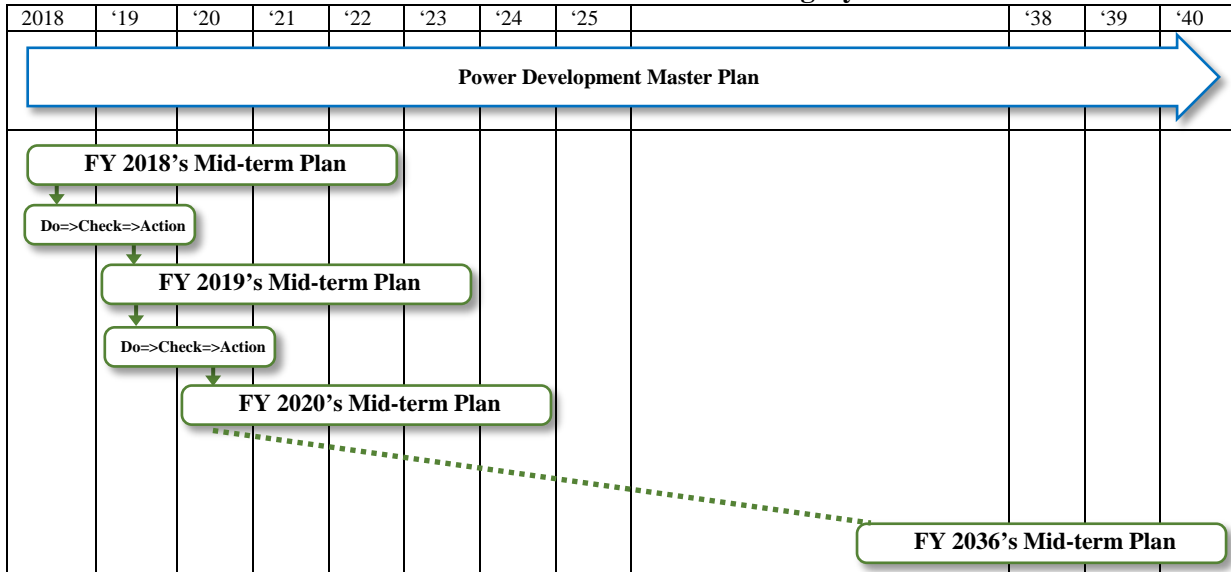 2018 ‘19 ‘20 ‘21 ‘22 ‘23 ‘24 ‘25 ‘38 ‘39 ‘40
Power Development Master Plan
FY 2018’s Mid-term Plan
Do=>Check=>Action
FY 2019’s Mid-term Plan
Do=>Check=>Action
FY 2020’s Mid-term Plan
FY 2036’s Mid-term Plan